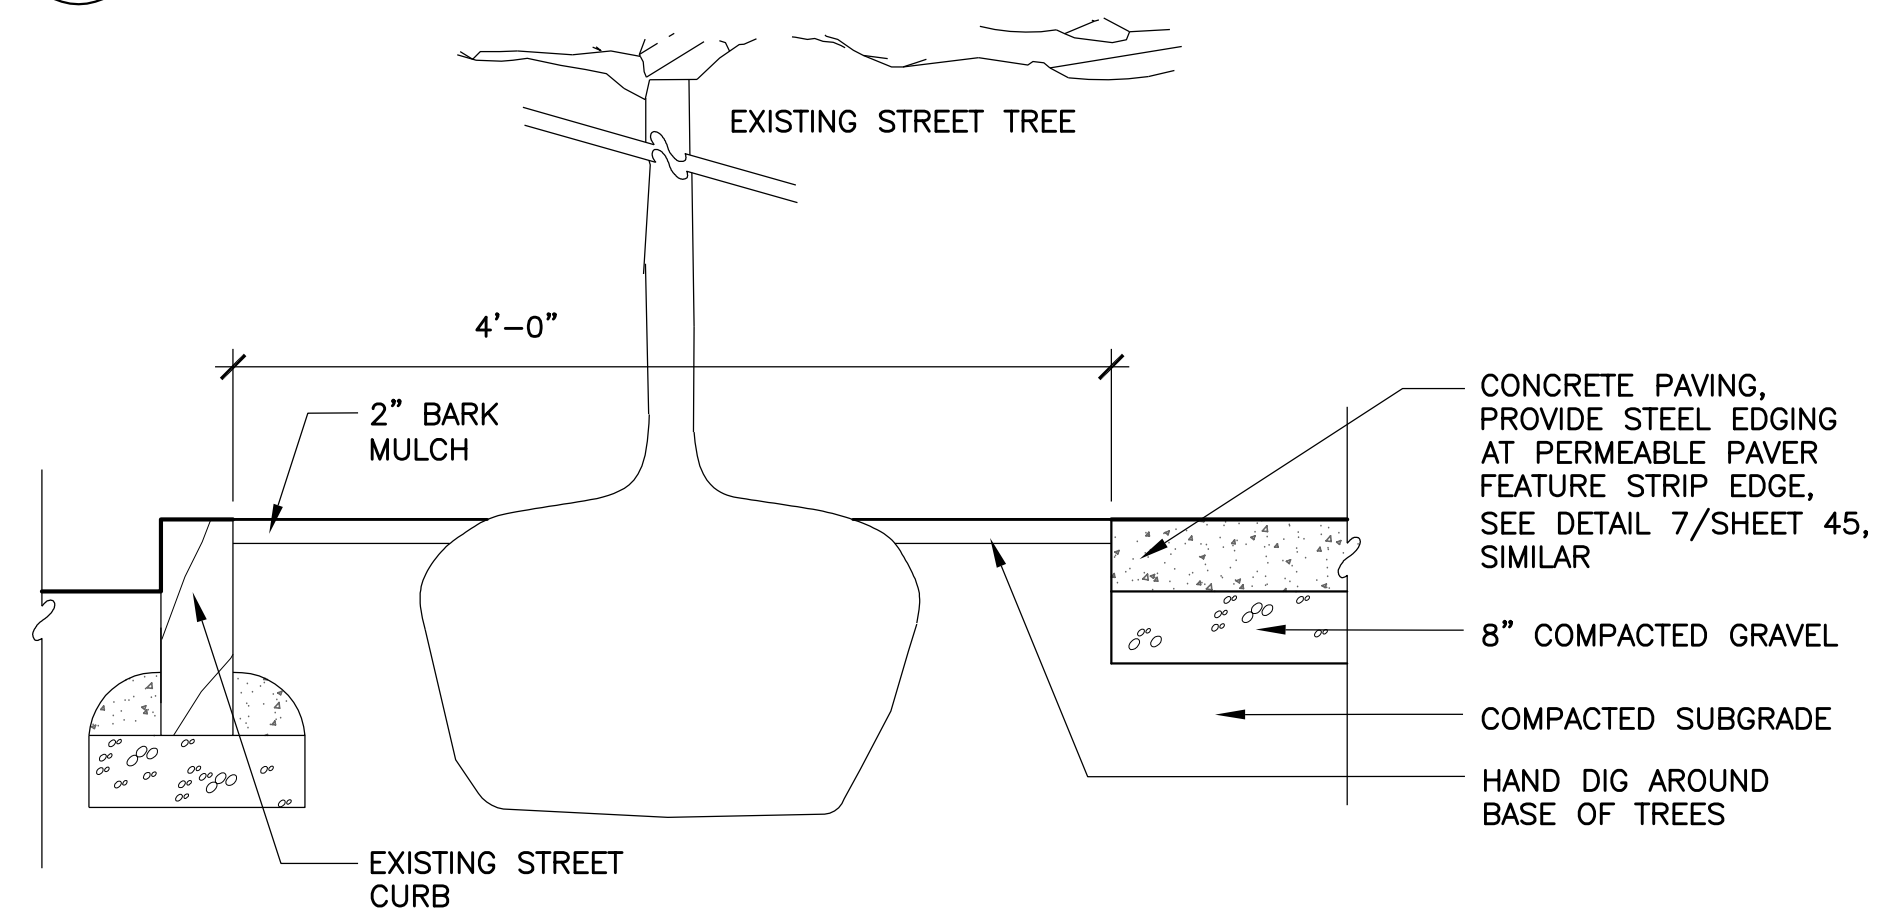 EXISTING STREET TREE
4'-0"
2" BARK
MULCH
CONCRETE PAVING,
PROVIDE STEEL EDGING
AT PERMEABLE PAVER
FEATURE STRIP EDGE,
SEE DETAIL 7/SHEET 45,
SIMILAR
8" COMPACTED GRAVEL
COMPACTED SUBGRADE
HAND DIG AROUND
BASE OF TREES
EXISTING STREET
CURB